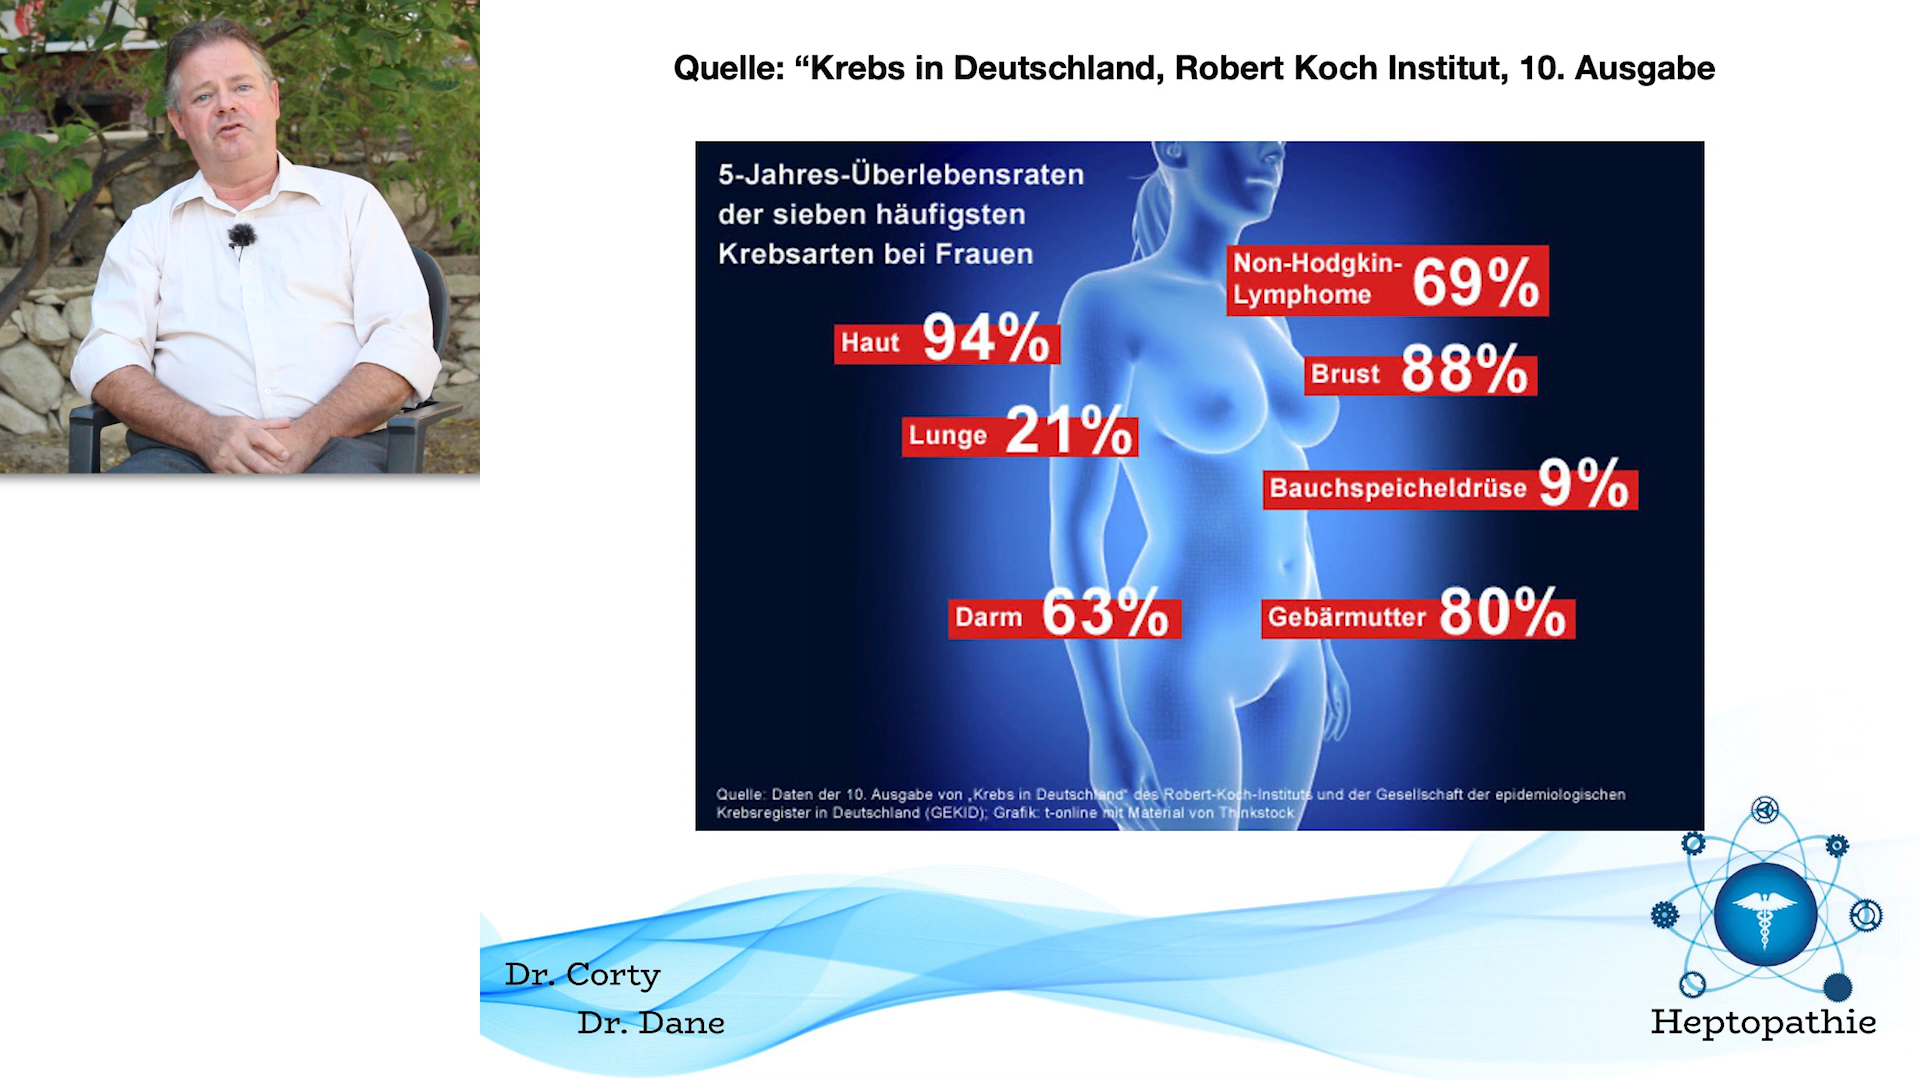 Quelle: “Krebs in Deutschland, Robert Koch Institut, 10. Ausgabe
5-Jahres-Überlebensraten
der sieben häufigsten
Krebsarten bei Frauen
Non-Hodgkin-
Lymphome 69%
Haut 94%
Brust 88%
Lunge 21%
Bauchspeicheldrüse 9%
Darm 63%
Gebärmutter 80%
Quelle: Daten der 10. Ausgabe von „Krebs in Deutschland“ des Robert-Koch-Instituts und der Gesellschaft der epidemiologischen
Krebsregister in Deutschland (GEKID); Grafik: t-online mit Material von Thinkstock
Dr. Corty
Dr. Dane
Heptopathie